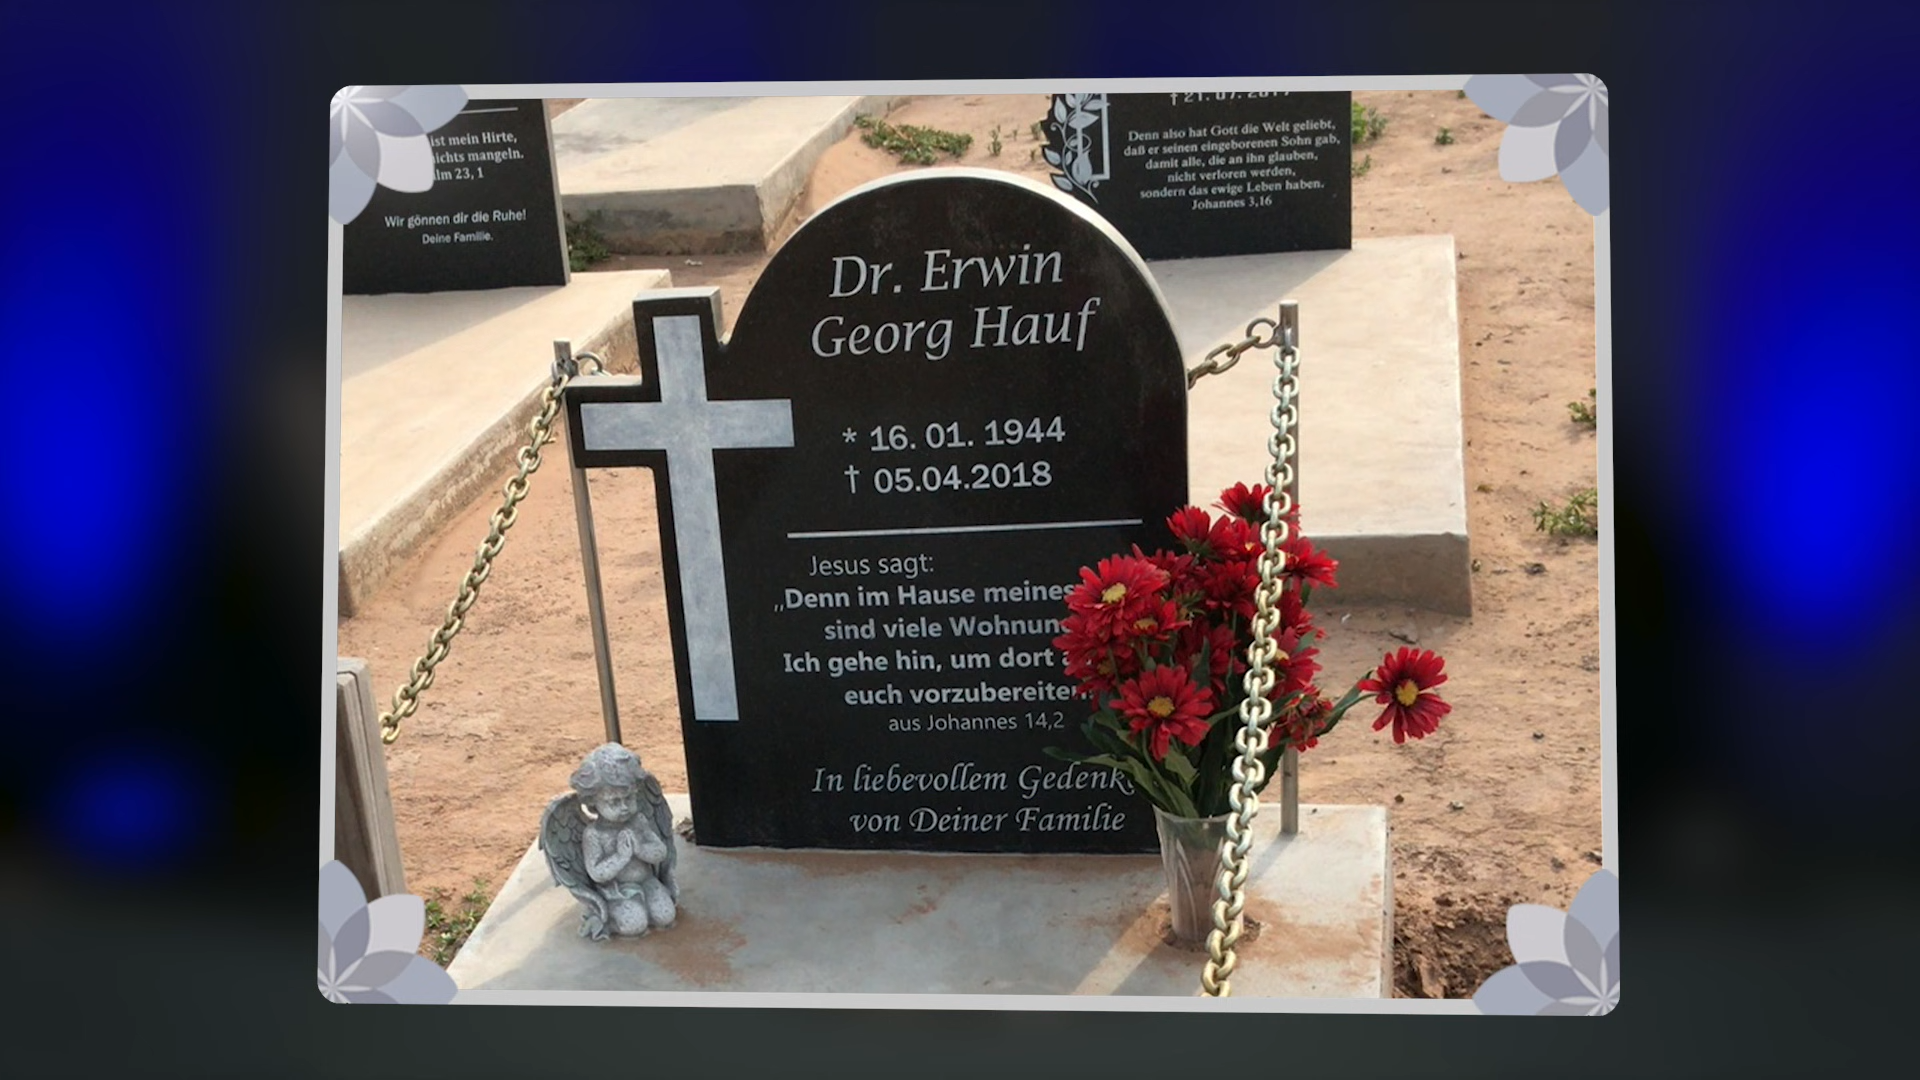 ist mein Hirte,
nichts mangeln.
23, 1
Wir gönnen dir die Ruhe!
Deine Familie.
Denn also hat Gott die Welt geliebt,
daß er seinen eingeborenen Sohn gab,
damit alle, die an ihn glauben,
nicht verloren werden,
sondern das ewige Leben haben.
Johannes 3,16
Dr. Erwin
Georg Hauf
* 16. 01. 1944
† 05.04.2018
Jesus sagt:
„Denn im Hause meines
sind viele
Ich gehe hin, um dort
euch vorzubereiten
aus Johannes 14,2
In liebevollem
von Deiner Familie